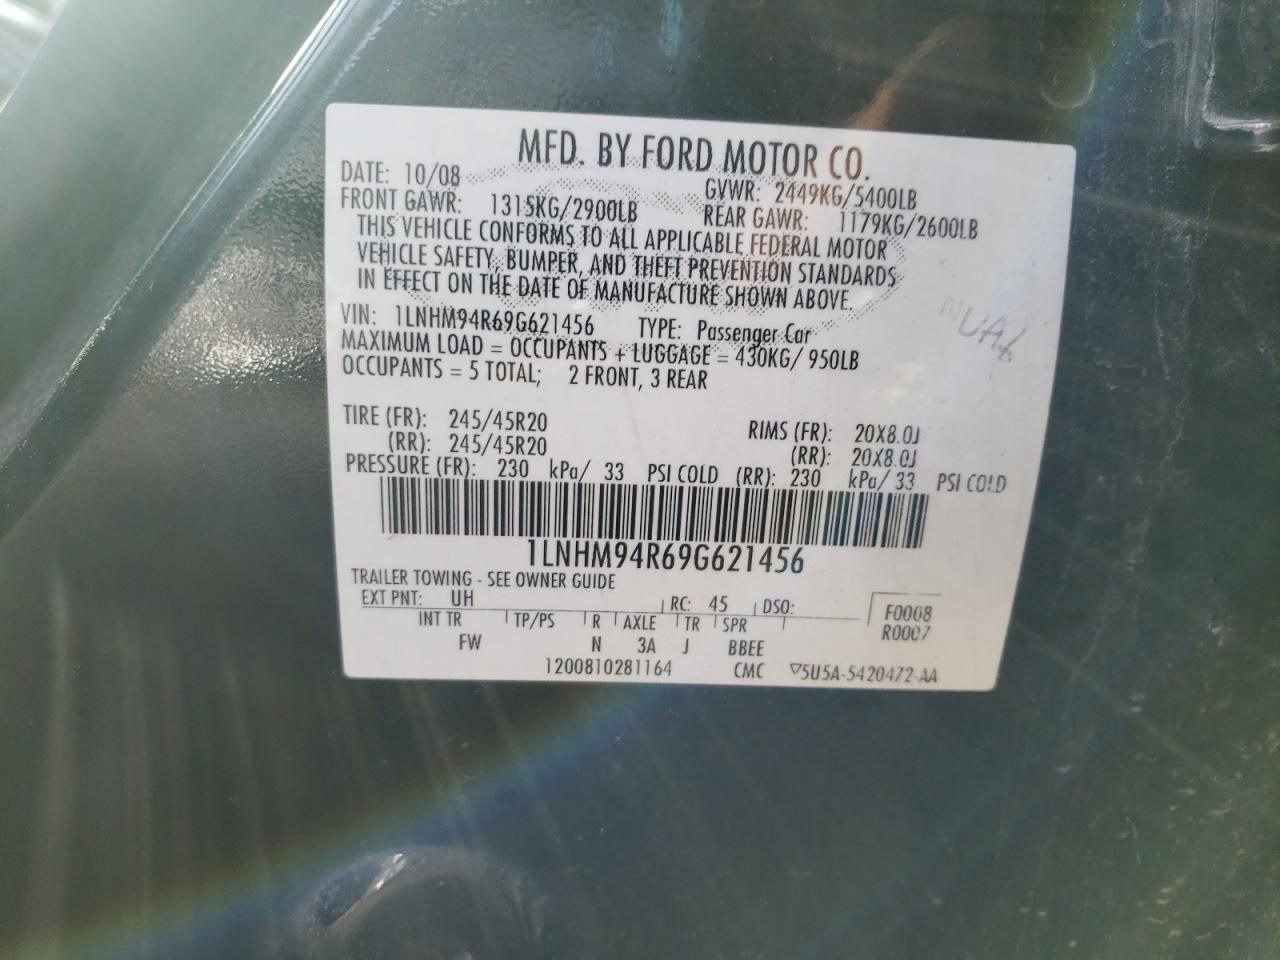 MFD. BY FORD MOTOR CO.
DATE: 10/08 GVWR: 2449KG/5400LB
FRONT GAWR: 1315KG/2900LB REAR GAWR: 1179KG/2600LB
THIS VEHICLE CONFORMS TO ALL APPLICABLE FEDERAL MOTOR
VEHICLE SAFETY, BUMPER, AND THEFT PREVENTION STANDARDS
IN EFFECT ON THE DATE OF MANUFACTURE SHOWN ABOVE.
VIN: 1LNHM94R69G621456 TYPE: Passenger Car
MAXIMUM LOAD = OCCUPANTS + LUGGAGE = 430KG/ 950LB
OCCUPANTS = 5 TOTAL; 2 FRONT, 3 REAR
TIRE (FR): 245/45R20 RIMS (FR): 20X8.0J
(RR): 245/45R20 (RR): 20X8.0J
PRESSURE (FR): 230 kPa/ 33 PSI COLD (RR): 230 kPa/ 33 PSI COLD
1LNHM94R69G621456
TRAILER TOWING - SEE OWNER GUIDE
EXT PNT: UH RC: 45 DSO: F0008
INT TR TP/PS R AXLE TR SPR R0007
FW N 3A J BBEE
1200810281164 CMC ▽5U5A-5420472-AA